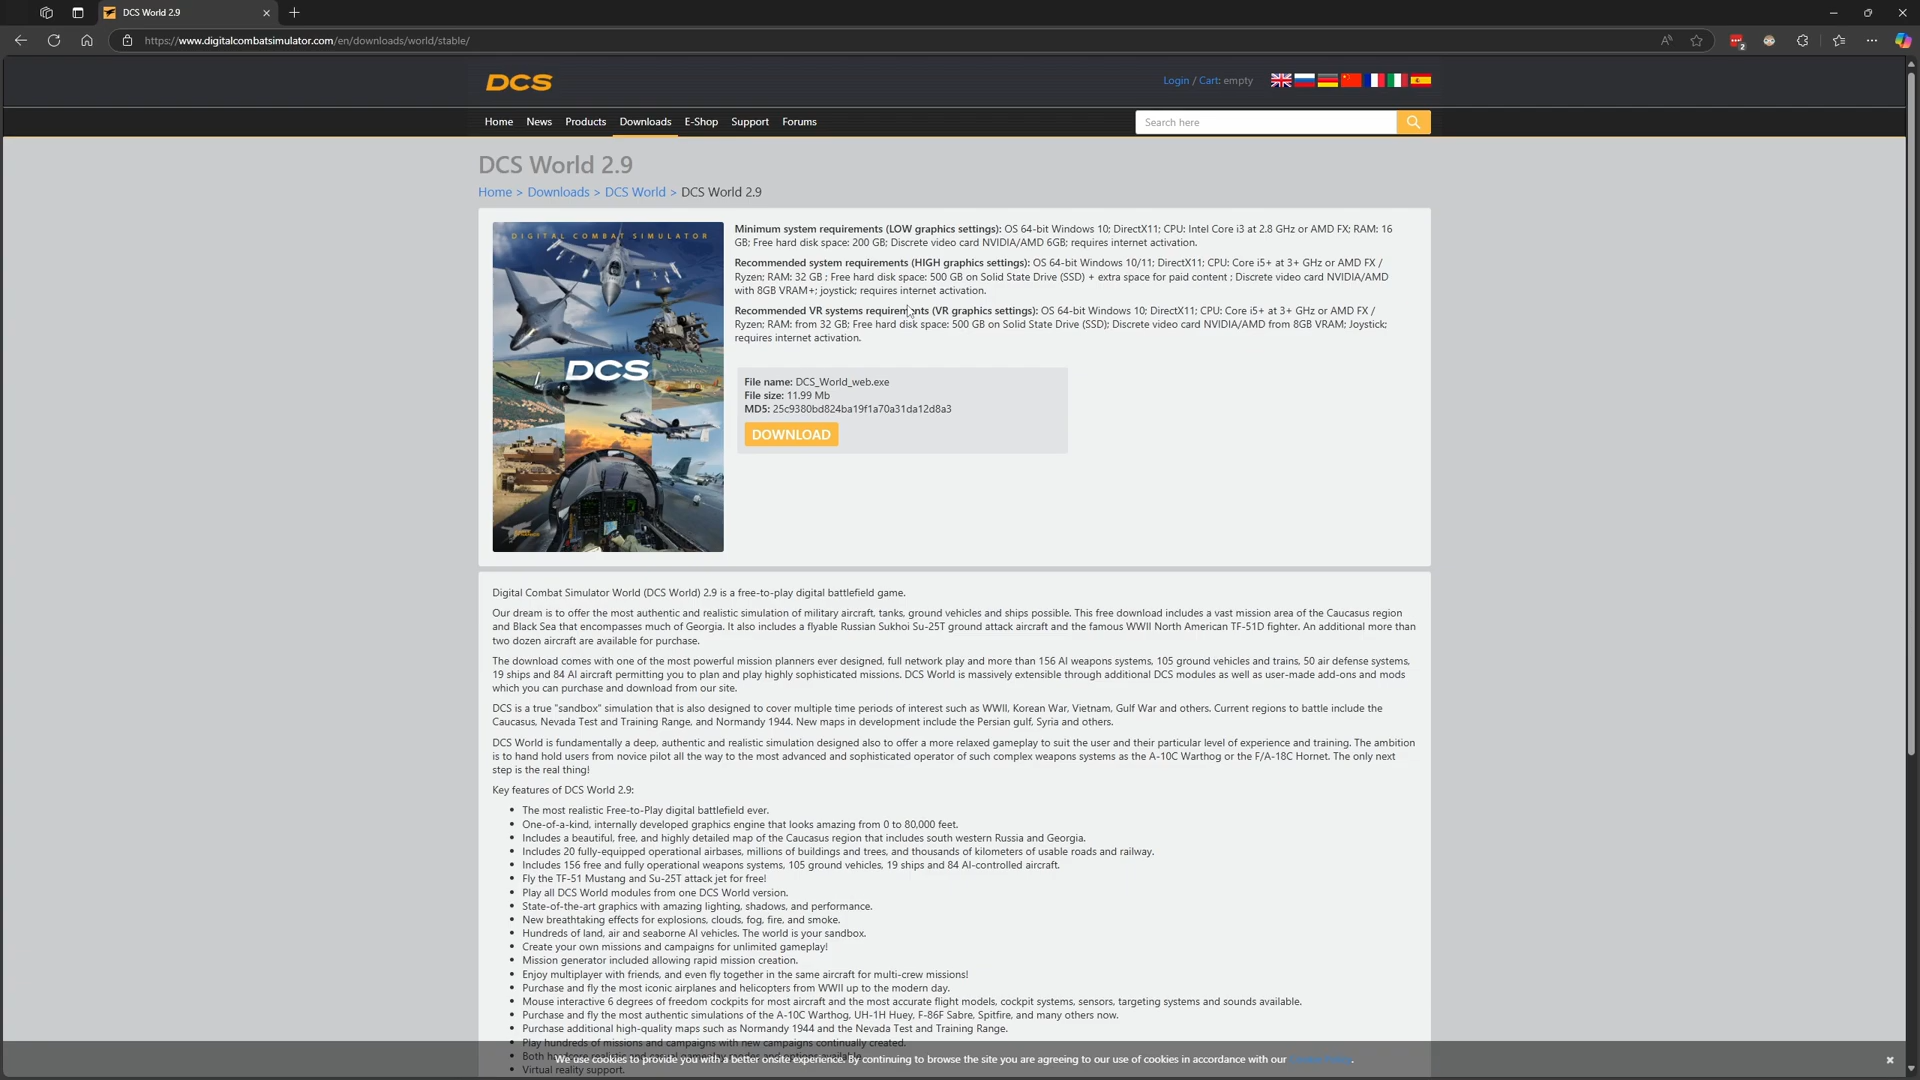 DCS World 2.9
https://www.digitalcombatsimulator.com/en/downloads/world/stable/
2
DCS
Login / Cart: empty
Home News Products Downloads E-Shop Support Forums
Search here
DCS World 2.9
Home > Downloads > DCS World > DCS World 2.9
DIGITAL COMBAT SIMULATOR
DCS
Minimum system requirements (LOW graphics settings): OS 64-bit Windows 10; DirectX11; CPU: Intel Core i3 at 2.8 GHz or AMD FX; RAM: 16
GB; Free hard disk space: 200 GB; Discrete video card NVIDIA/AMD 6GB; requires internet activation.
Recommended system requirements (HIGH graphics settings): OS 64-bit Windows 10/11; DirectX11; CPU: Core i5+ at 3+ GHz or AMD FX /
Ryzen; RAM: 32 GB ; Free hard disk space: 500 GB on Solid State Drive (SSD) + extra space for paid content ; Discrete video card NVIDIA/AMD
with 8GB VRAM+; joystick; requires internet activation.
Recommended VR systems requirements (VR graphics settings): OS 64-bit Windows 10; DirectX11; CPU: Core i5+ at 3+ GHz or AMD FX /
Ryzen; RAM: from 32 GB; Free hard disk space: 500 GB on Solid State Drive (SSD); Discrete video card NVIDIA/AMD from 8GB VRAM; Joystick;
requires internet activation.
File name: DCS_World_web.exe
File size: 11.99 Mb
MD5: 25c9380bd824ba19f1a70a31da12d8a3
DOWNLOAD
Digital Combat Simulator World (DCS World) 2.9 is a free-to-play digital battlefield game.
Our dream is to offer the most authentic and realistic simulation of military aircraft, tanks, ground vehicles and ships possible. This free download includes a vast mission area of the Caucasus region
and Black Sea that encompasses much of Georgia. It also includes a flyable Russian Sukhoi Su-25T ground attack aircraft and the famous WWII North American TF-51D fighter. An additional more than
two dozen aircraft are available for purchase.
The download comes with one of the most powerful mission planners ever designed, full network play and more than 156 AI weapons systems, 105 ground vehicles and trains, 50 air defense systems,
19 ships and 84 AI aircraft permitting you to plan and play highly sophisticated missions. DCS World is massively extensible through additional DCS modules as well as user-made add-ons and mods
which you can purchase and download from our site.
DCS is a true "sandbox" simulation that is also designed to cover multiple time periods of interest such as WWII, Korean War, Vietnam, Gulf War and others. Current regions to battle include the
Caucasus, Nevada Test and Training Range, and Normandy 1944. New maps in development include the Persian gulf, Syria and others.
DCS World is fundamentally a deep, authentic and realistic simulation designed also to offer a more relaxed gameplay to suit the user and their particular level of experience and training. The ambition
is to hand hold users from novice pilot all the way to the most advanced and sophisticated operator of such complex weapons systems as the A-10C Warthog or the F/A-18C Hornet. The only next
step is the real thing!
Key features of DCS World 2.9:
• The most realistic Free-to-Play digital battlefield ever.
• One-of-a-kind, internally developed graphics engine that looks amazing from 0 to 80,000 feet.
• Includes a beautiful, free, and highly detailed map of the Caucasus region that includes south western Russia and Georgia.
• Includes 20 fully-equipped operational airbases, millions of buildings and trees, and thousands of kilometers of usable roads and railway.
• Includes 156 free and fully operational weapons systems, 105 ground vehicles, 19 ships and 84 AI-controlled aircraft.
• Fly the TF-51 Mustang and Su-25T attack jet for free!
• Play all DCS World modules from one DCS World version.
• State-of-the-art graphics with amazing lighting, shadows, and performance.
• New breathtaking effects for explosions, clouds, fog, fire, and smoke.
• Hundreds of land, air and seaborne AI vehicles. The world is your sandbox.
• Create your own missions and campaigns for unlimited gameplay!
• Mission generator included allowing rapid mission creation.
• Enjoy multiplayer with friends, and even fly together in the same aircraft for multi-crew missions!
• Purchase and fly the most iconic airplanes and helicopters from WWII up to the modern day.
• Mouse interactive 6 degrees of freedom cockpits for most aircraft and the most accurate flight models, cockpit systems, sensors, targeting systems and sounds available.
• Purchase and fly the most authentic simulations of the A-10C Warthog, UH-1H Huey, F-86F Sabre, Spitfire, and many others now.
• Purchase additional high-quality maps such as Normandy 1944 and the Nevada Test and Training Range.
• Play hundreds of missions and campaigns with new campaigns continually created.
• Both
We use cookies to provide you with a better onsite experience. By continuing to browse the site you are agreeing to our use of cookies in accordance with our
• Virtual reality support.